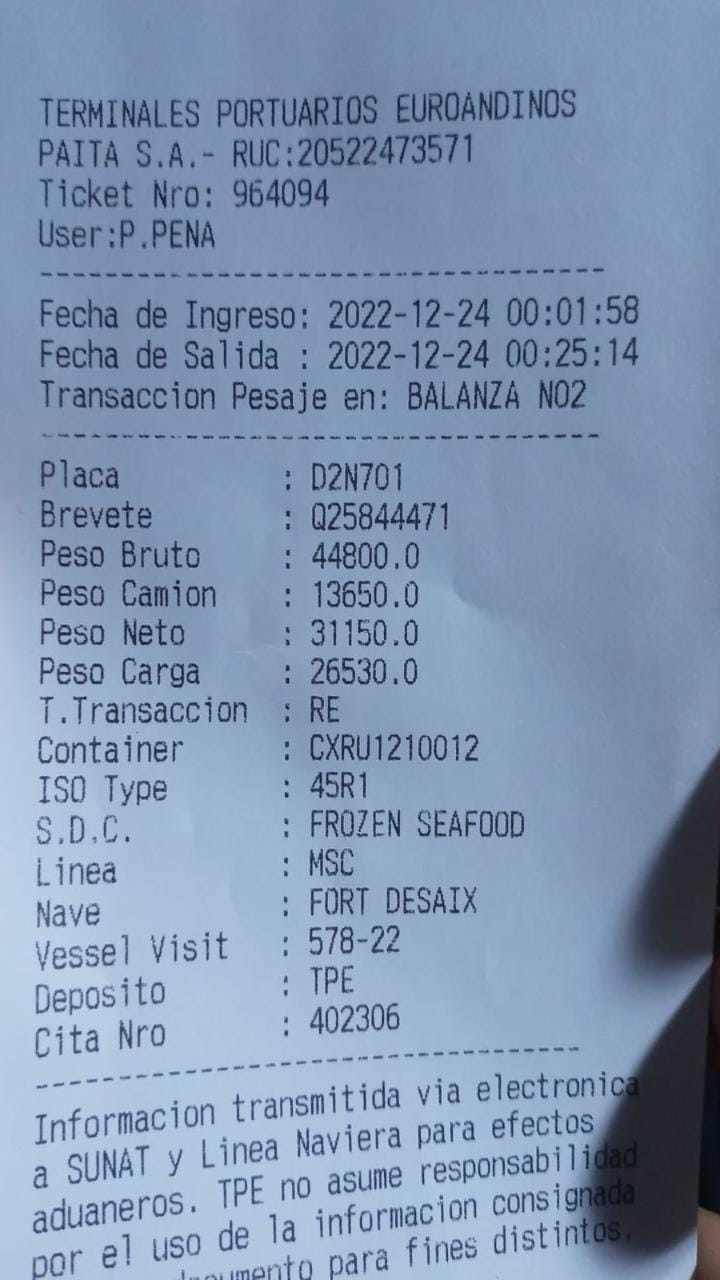 TERMINALES PORTUARIOS EUROANDINOS
PAITA S.A.- RUC:20522473571
Ticket Nro: 964094
User:P.PENA
-----------------------------------
Fecha de Ingreso: 2022-12-24 00:01:58
Fecha de Salida : 2022-12-24 00:25:14
Transaccion Pesaje en: BALANZA NO2
-----------------------------------
Placa : D2N701
Brevete : Q25844471
Peso Bruto : 44800.0
Peso Camion : 13650.0
Peso Neto : 31150.0
Peso Carga : 26530.0
T.Transaccion : RE
Container : CXRU1210012
ISO Type : 45R1
S.D.C. : FROZEN SEAFOOD
Linea : MSC
Nave : FORT DESAIX
Vessel Visit : 578-22
Deposito : TPE
Cita Nro : 402306
-----------------------------------
Informacion transmitida via electronica
a SUNAT y Linea Naviera para efectos
aduaneros. TPE no asume responsabilidad
por el uso de la informacion consignada
para fines distintos.